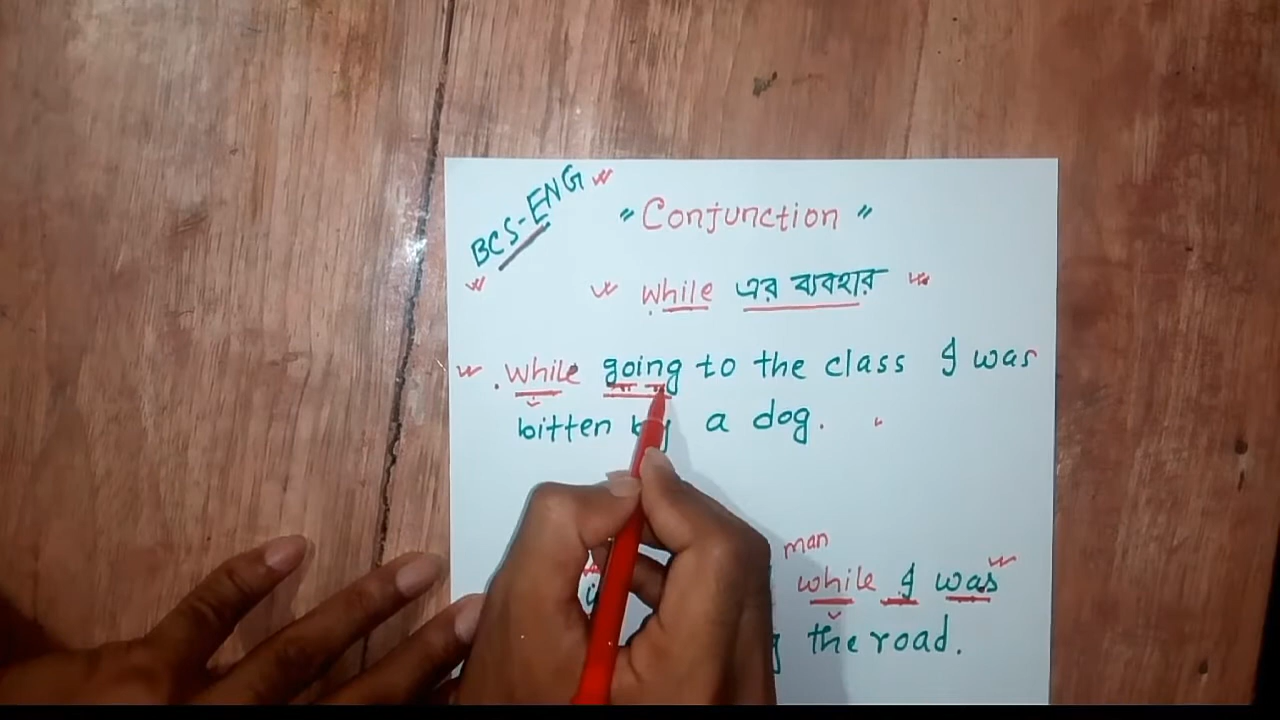 BCS-ENG
"Conjunction"
while এর ব্যবহার
while going to the class I was
bitten by a dog.
man
while I was
the road.